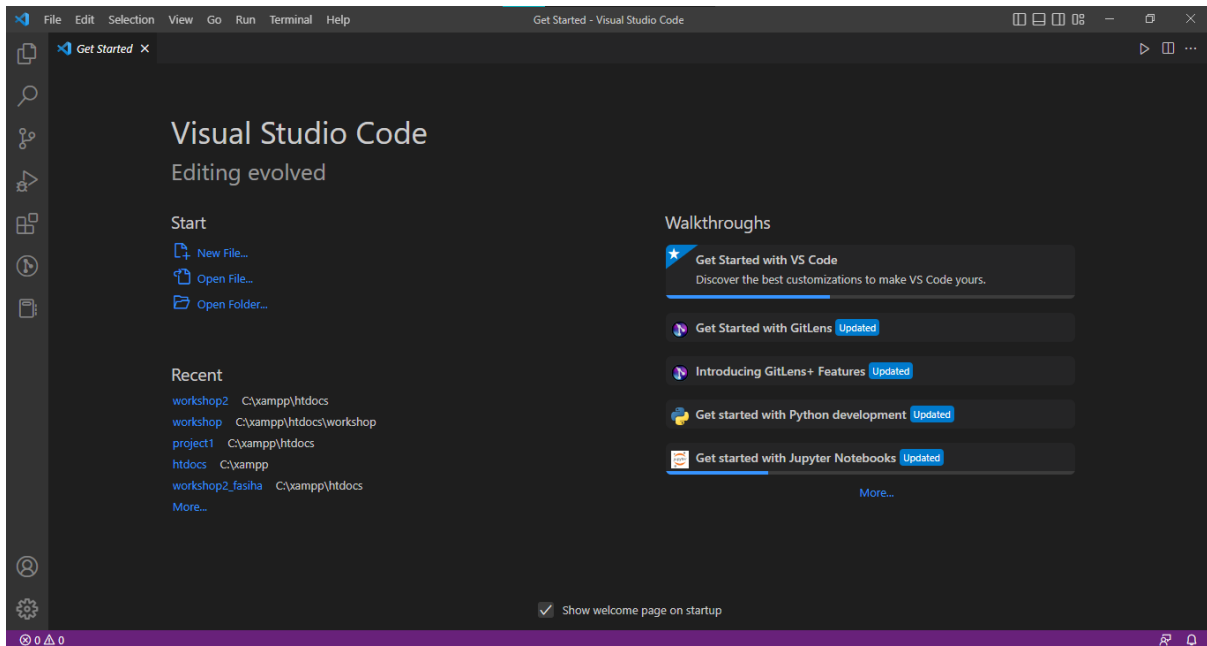 File Edit Selection View Go Run Terminal Help Get Started - Visual Studio Code
Get Started
Visual Studio Code
Editing evolved
Start
New File...
Open File...
Open Folder...
Recent
workshop2 C:\xampp\htdocs
workshop C:\xampp\htdocs\workshop
project1 C:\xampp\htdocs
htdocs C:\xampp
workshop2_fasiha C:\xampp\htdocs
More...
Walkthroughs
Get Started with VS Code
Discover the best customizations to make VS Code yours.
Get Started with GitLens Updated
Introducing GitLens+ Features Updated
Get started with Python development Updated
Get started with Jupyter Notebooks Updated
More...
Show welcome page on startup
0 0